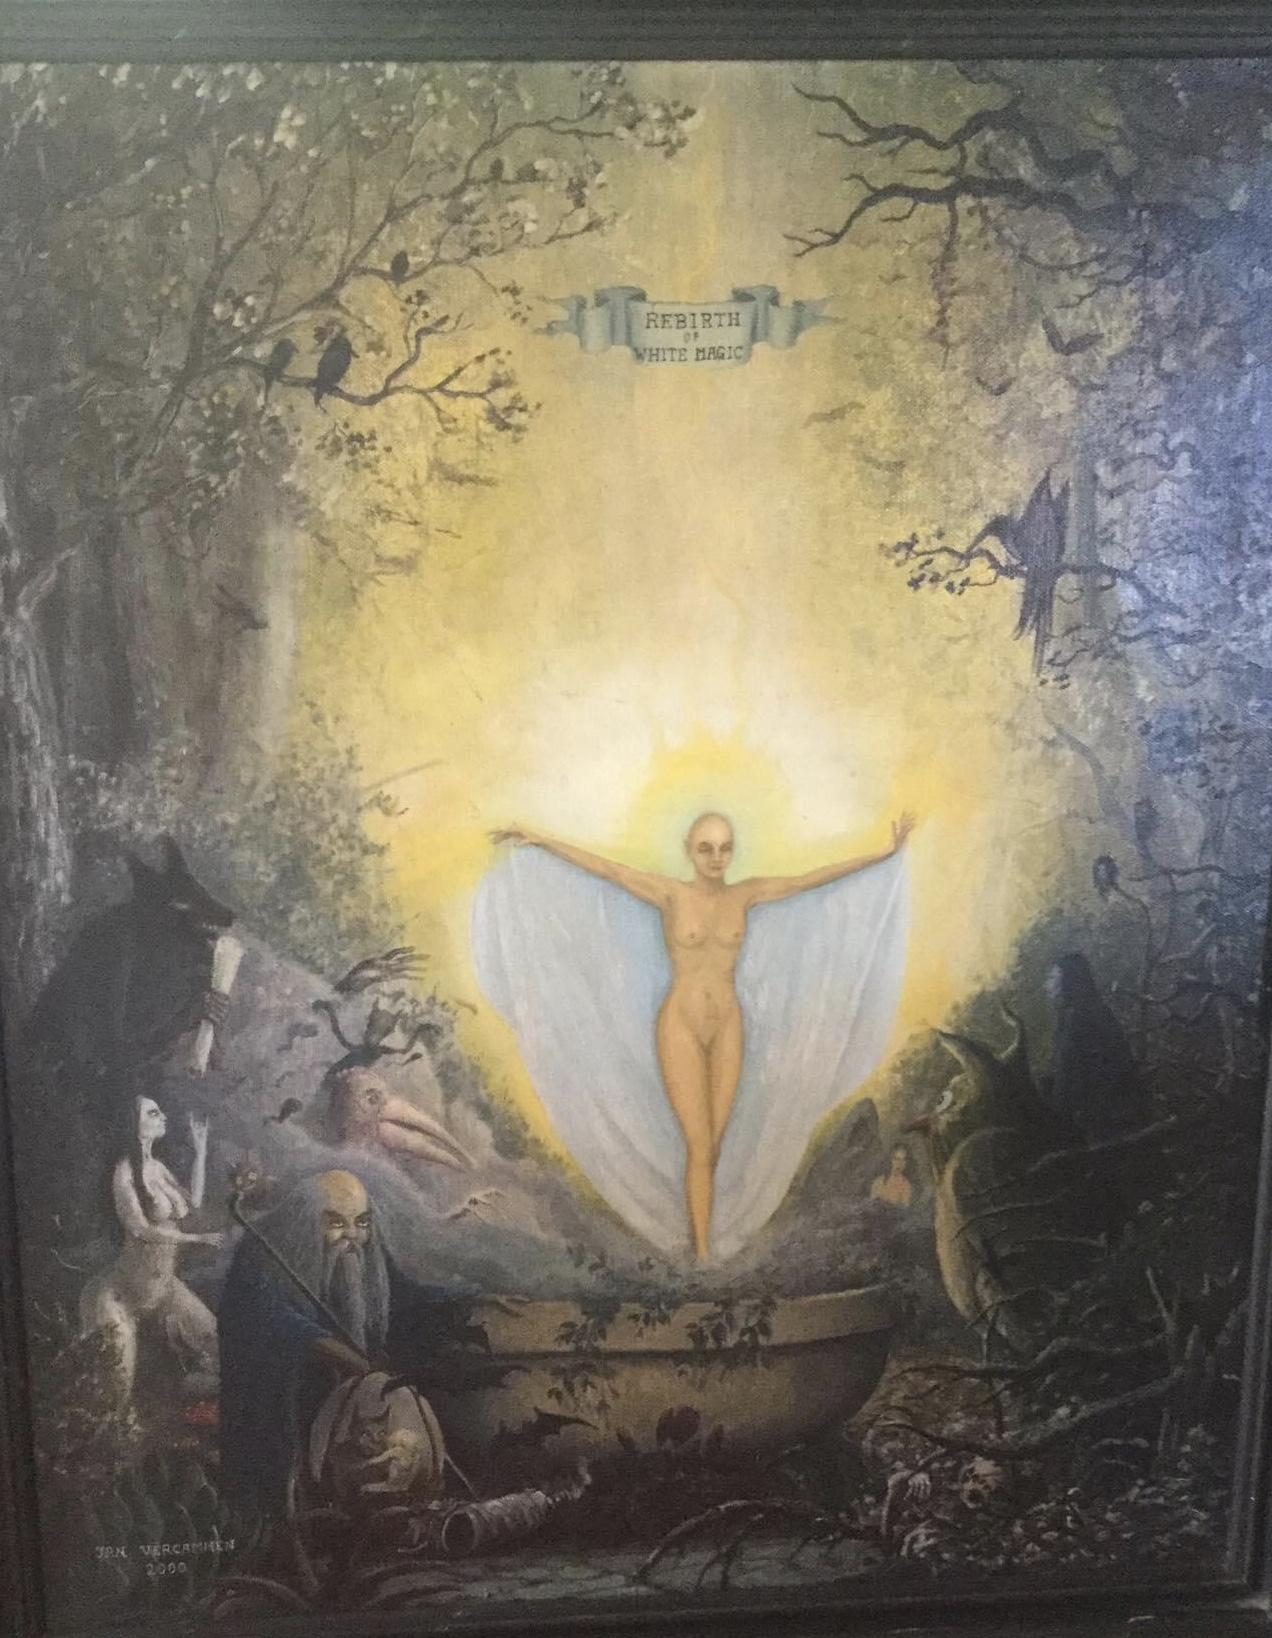 REBIRTH
OF
WHITE MAGIC
JAN VERCAMMEN
2000